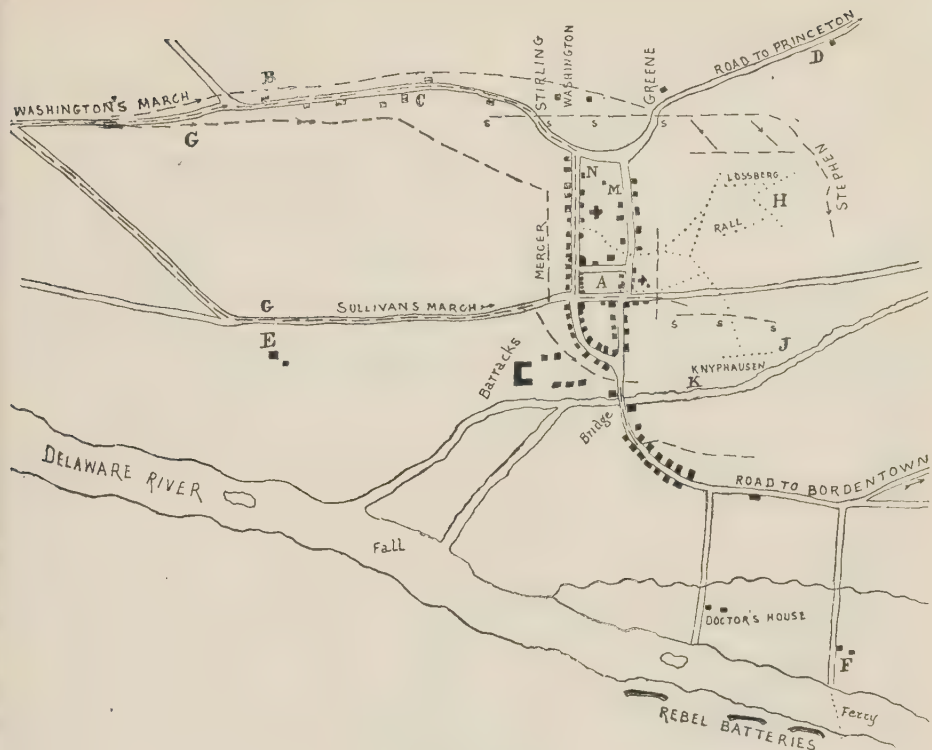 ROAD TO PRINCETON
D
STIRLING
WASHINGTON
GREENE
B
C
WASHINGTON'S MARCH
G
S
S
S
S
STEPHEN
N
M
LOSSBERG
H
RALL
MERCER
A
G
SULLIVANS MARCH
E
S
S
S
J
KNYPHAUSEN
K
Barracks
Bridge
DELAWARE RIVER
ROAD TO BORDENTOWN
Fall
DOCTOR'S HOUSE
F
Ferry
REBEL BATTERIES